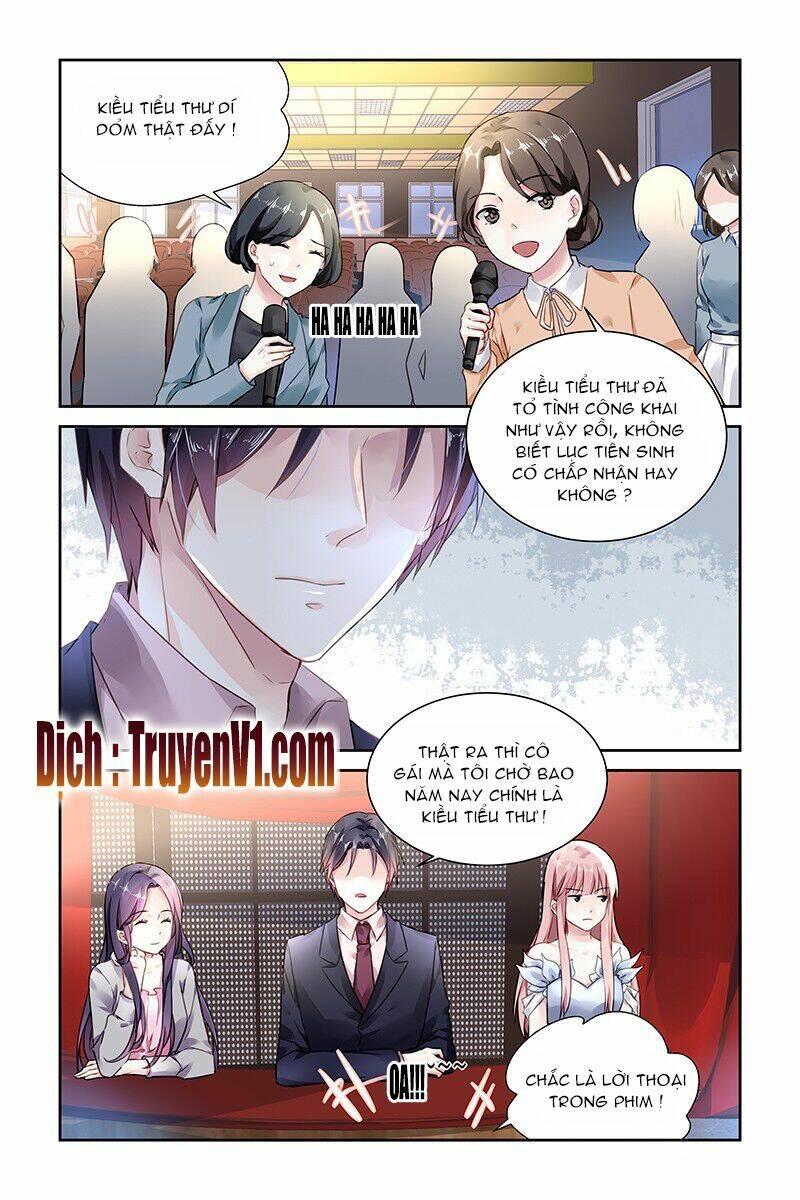 KIỀU TIỂU THƯ DÍ
DỎM THẬT ĐẤY !
HA HA HA HA HA
KIỀU TIỂU THƯ ĐÃ
TỎ TÌNH CÔNG KHAI
NHƯ VẬY RỒI, KHÔNG
BIẾT LỤC TIÊN SINH
CÓ CHẤP NHẬN HAY
KHÔNG ?
Dịch : TruyenV1.com
THẬT RA THÌ CÔ
GÁI MÀ TÔI CHỜ BAO
NĂM NAY CHÍNH LÀ
KIỀU TIỂU THƯ !
OA!!!
CHẮC LÀ LỜI THOẠI
TRONG PHIM !